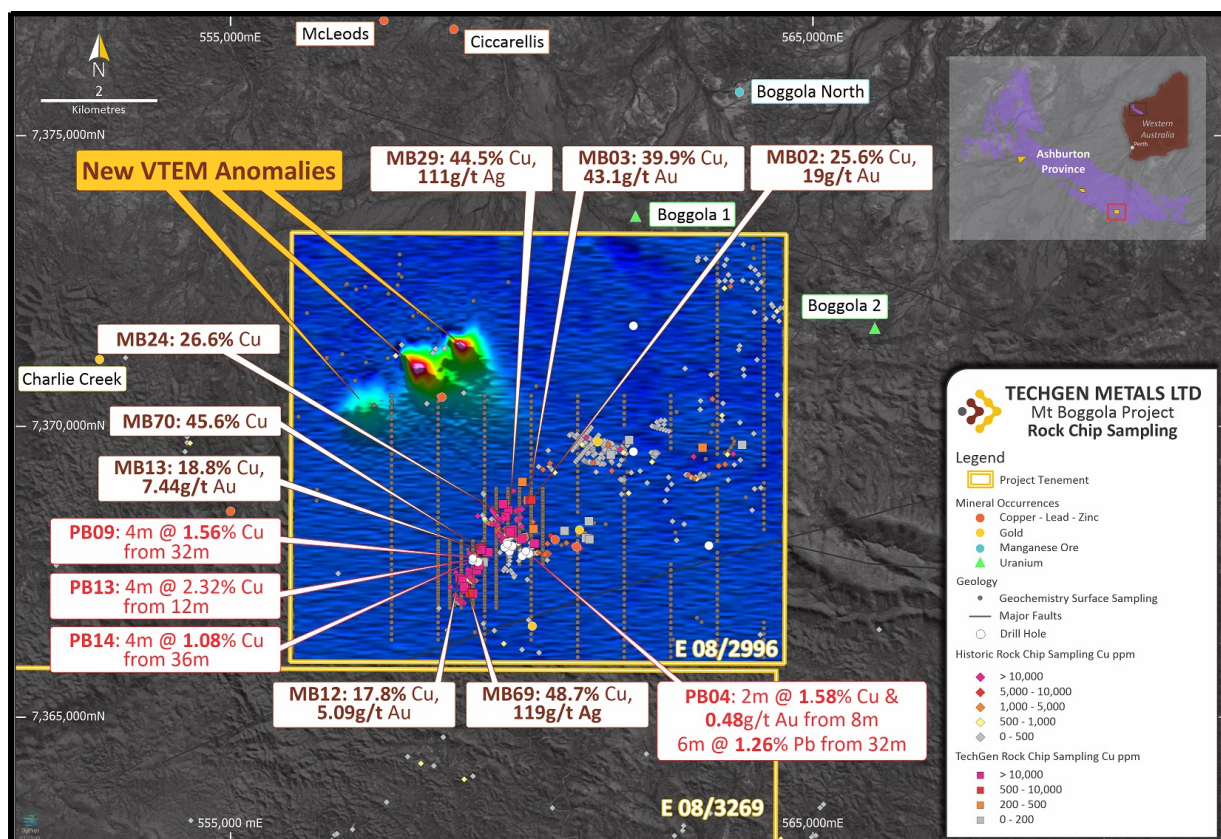 McLeods
555,000mE
Ciccarellis
565,000mE
N
2
Kilometres
Boggola North
7,375,000mN
Western
Australia
Perth
Ashburton
Province
New VTEM Anomalies
MB29: 44.5% Cu,
111g/t Ag
MB03: 39.9% Cu,
43.1g/t Au
MB02: 25.6% Cu,
19g/t Au
Boggola 1
Boggola 2
MB24: 26.6% Cu
Charlie Creek
MB70: 45.6% Cu
7,370,000mN
MB13: 18.8% Cu,
7.44g/t Au
PB09: 4m @ 1.56% Cu
from 32m
PB13: 4m @ 2.32% Cu
from 12m
PB14: 4m @ 1.08% Cu
from 36m
E 08/2996
MB12: 17.8% Cu,
5.09g/t Au
MB69: 48.7% Cu,
119g/t Ag
PB04: 2m @ 1.58% Cu &
0.48g/t Au from 8m
6m @ 1.26% Pb from 32m
7,365,000mN
E 08/3269
555,000 mE
565,000mE
TECHGEN METALS LTD
Mt Boggola Project
Rock Chip Sampling
Legend
Project Tenement
Mineral Occurrences
Copper - Lead - Zinc
Gold
Manganese Ore
Uranium
Geology
Geochemistry Surface Sampling
Major Faults
Drill Hole
Historic Rock Chip Sampling Cu ppm
> 10,000
5,000 - 10,000
1,000 - 5,000
500 - 1,000
0 - 500
TechGen Rock Chip Sampling Cu ppm
> 10,000
500 - 10,000
200 - 500
0 - 200